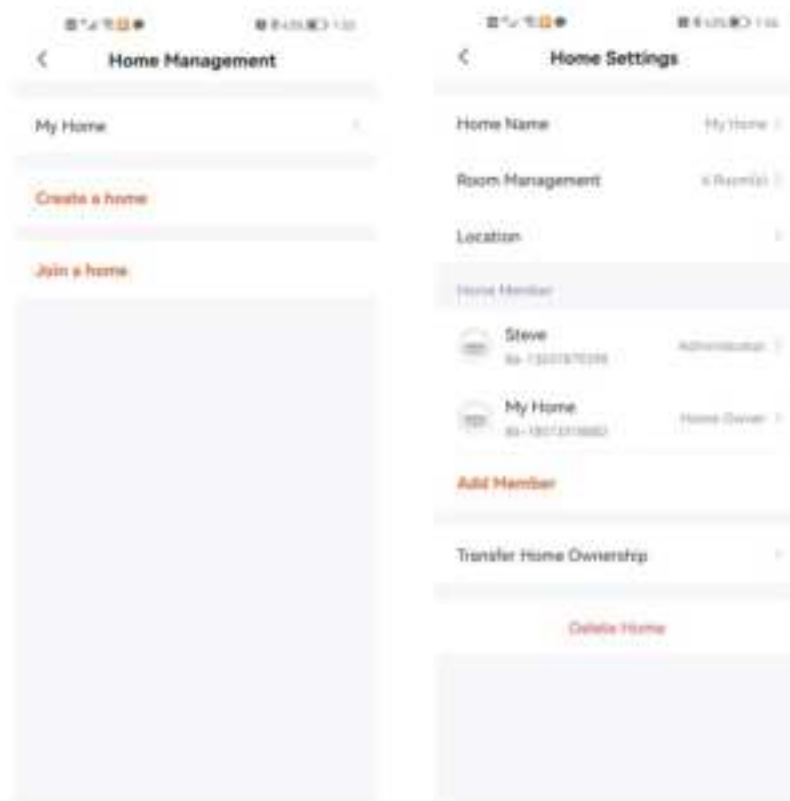 Home Management
My Home
Create a home
Join a home
Home Settings
Home Name
My Home
Room Management
Room(s)
Location
Home Member
Steve
Administrator
My Home
Home Owner
Add Member
Transfer Home Ownership
Delete Home